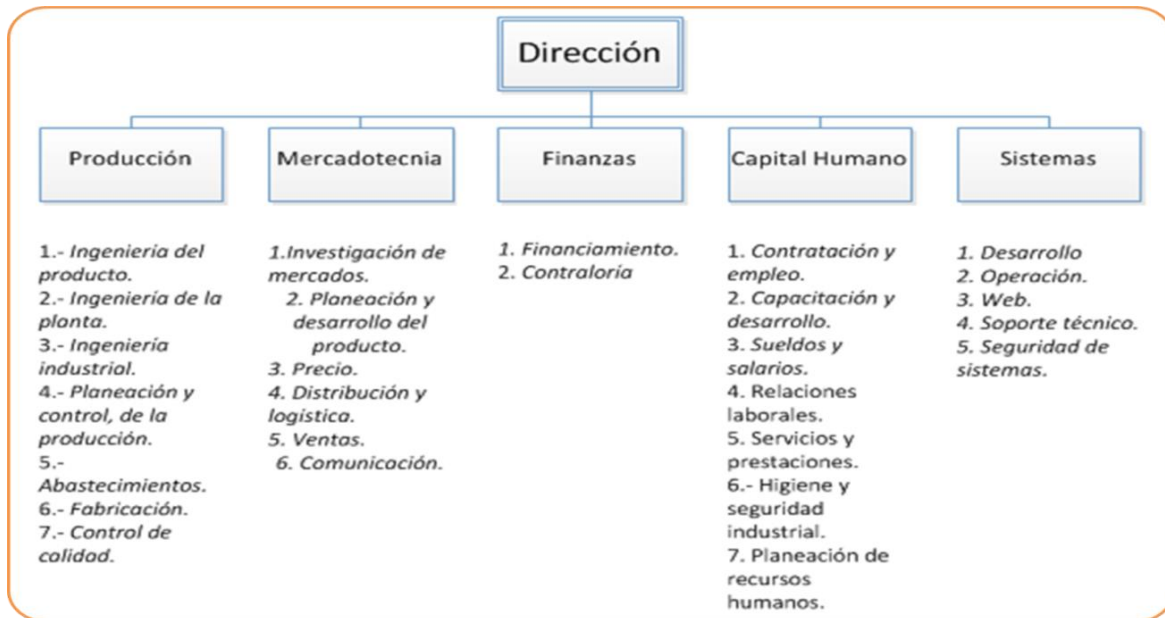 Dirección
Producción
Mercadotecnia
Finanzas
Capital Humano
Sistemas
1.- Ingeniería del
producto.
2.- Ingeniería de la
planta.
3.- Ingeniería
industrial.
4.- Planeación y
control, de la
producción.
5.-
Abastecimientos.
6.- Fabricación.
7.- Control de
calidad.
1.Investigación de
mercados.
2. Planeación y
desarrollo del
producto.
3. Precio.
4. Distribución y
logística.
5. Ventas.
6. Comunicación.
1. Financiamiento.
2. Contraloría
1. Contratación y
empleo.
2. Capacitación y
desarrollo.
3. Sueldos y
salarios.
4. Relaciones
laborales.
5. Servicios y
prestaciones.
6.- Higiene y
seguridad
industrial.
7. Planeación de
recursos
humanos.
1. Desarrollo
2. Operación.
3. Web.
4. Soporte técnico.
5. Seguridad de
sistemas.